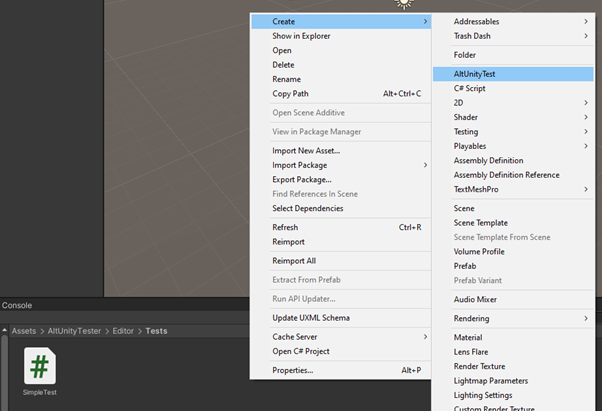 Create
Show in Explorer
Open
Delete
Rename
Copy Path Alt+Ctrl+C
Open Scene Additive
View in Package Manager
Import New Asset...
Import Package
Export Package...
Find References In Scene
Select Dependencies
Refresh Ctrl+R
Reimport
Reimport All
Extract From Prefab
Run API Updater...
Update UXML Schema
Cache Server
Open C# Project
Properties... Alt+P
Addressables
Trash Dash
Folder
AltUnityTest
C# Script
2D
Shader
Testing
Playables
Assembly Definition
Assembly Definition Reference
TextMeshPro
Scene
Scene Template
Scene Template From Scene
Volume Profile
Prefab
Prefab Variant
Audio Mixer
Rendering
Material
Lens Flare
Render Texture
Lightmap Parameters
Lighting Settings
Custom Render Texture
Console
Assets > AltUnityTester > Editor > Tests
#
SimpleTest